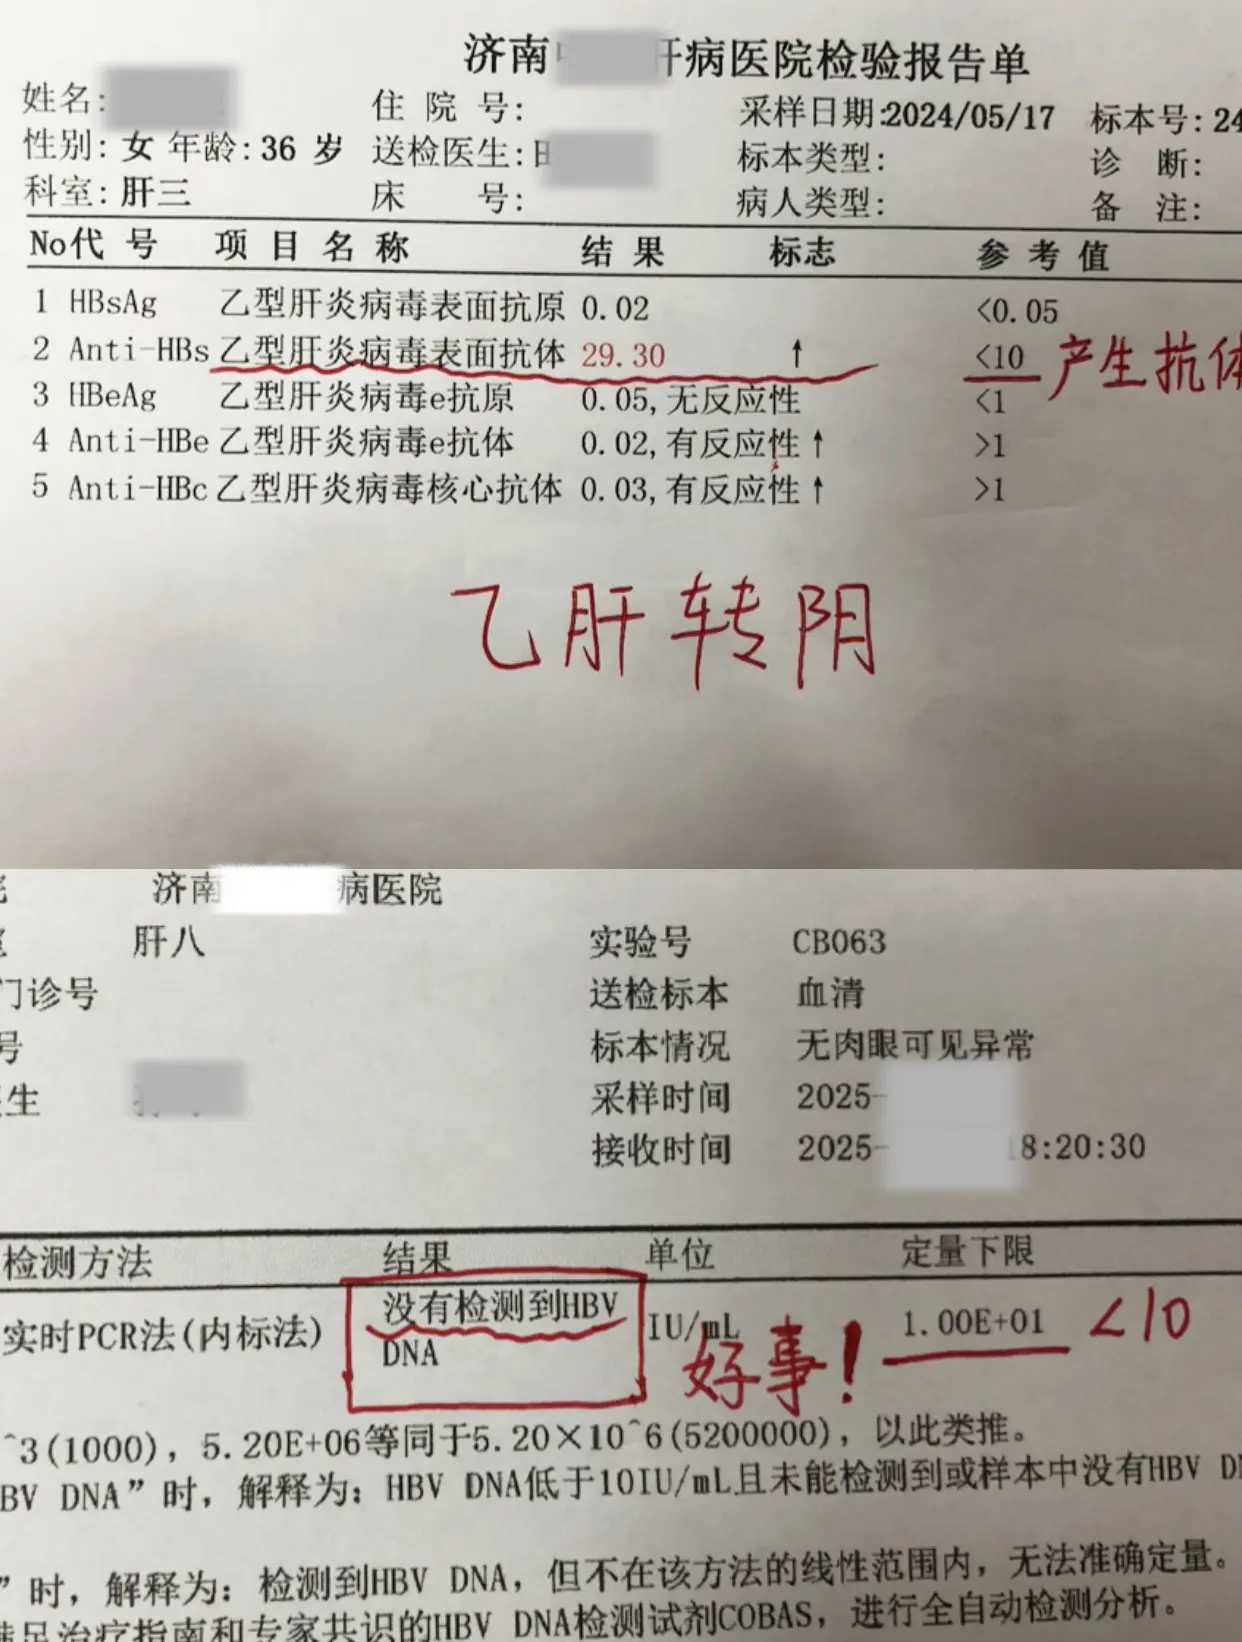 济南 肝病医院检验报告单
姓名: 住 院 号: 采样日期:2024/05/17 标本号: 24
性别: 女 年龄: 36 岁 送检医生: 标本类型: 诊 断:
科室: 肝三 床 号: 病人类型: 备 注:
No 代 号 项 目 名 称 结 果 标志 参 考 值
1 HBsAg 乙型肝炎病毒表面抗原 0.02 <0.05
2 Anti-HBs 乙型肝炎病毒表面抗体 29.30 ↑ <10 产生抗体
3 HBeAg 乙型肝炎病毒e抗原 0.05,无反应性 <1
4 Anti-HBe 乙型肝炎病毒e抗体 0.02,有反应性↑ >1
5 Anti-HBc 乙型肝炎病毒核心抗体 0.03,有反应性↑ >1
乙肝转阴
济南 病医院
肝八 实验号 CB063
门诊号 送检标本 血清
号 标本情况 无肉眼可见异常
生 采样时间 2025-
接收时间 2025- 18:20:30
检测方法 结果 单位 定量下限
实时PCR法(内标法) 没有检测到HBV DNA IU/mL 1.00E+01 <10
好事!
^3(1000), 5.20E+06等同于5.20×10^6(5200000), 以此类推。
BV DNA”时, 解释为: HBV DNA低于10IU/mL且未能检测到或样本中没有HBV DN
”时, 解释为: 检测到HBV DNA, 但不在该方法的线性范围内, 无法准确定量。
足治疗指南和专家共识的HBV DNA检测试剂COBAS, 进行全自动检测分析。